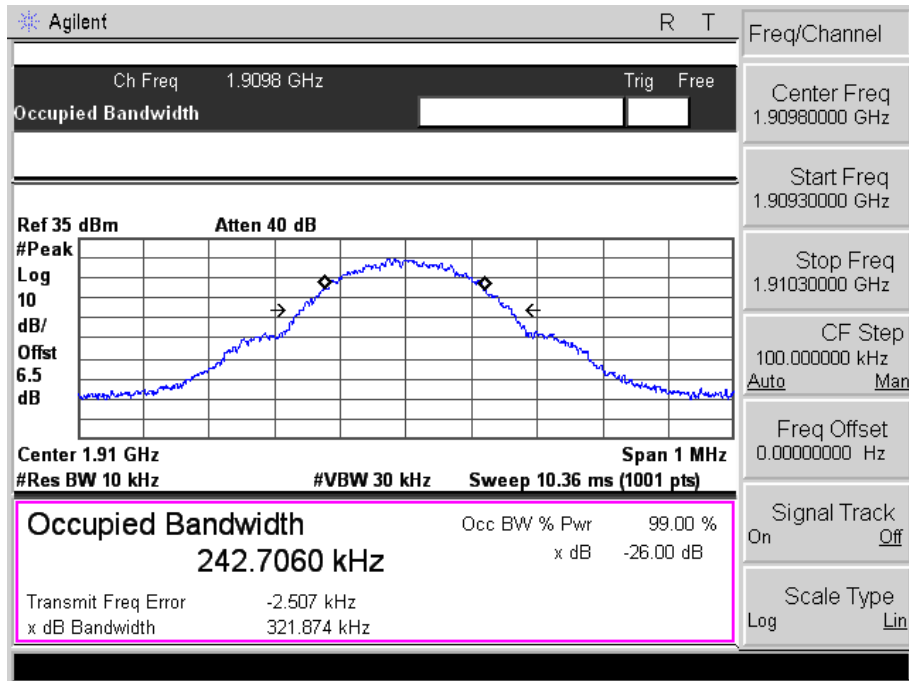 Agilent R T
Freq/Channel
Ch Freq 1.9098 GHz Trig Free
Occupied Bandwidth
Center Freq
1.90980000 GHz
Start Freq
1.90930000 GHz
Stop Freq
1.91030000 GHz
CF Step
100.000000 kHz
Auto Man
Freq Offset
0.00000000 Hz
Signal Track
On Off
Scale Type
Log Lin
Ref 35 dBm Atten 40 dB
#Peak
Log
10
dB/
Offst
6.5
dB
Center 1.91 GHz Span 1 MHz
#Res BW 10 kHz #VBW 30 kHz Sweep 10.36 ms (1001 pts)
Occupied Bandwidth
242.7060 kHz
Occ BW % Pwr 99.00 %
x dB -26.00 dB
Transmit Freq Error -2.507 kHz
x dB Bandwidth 321.874 kHz